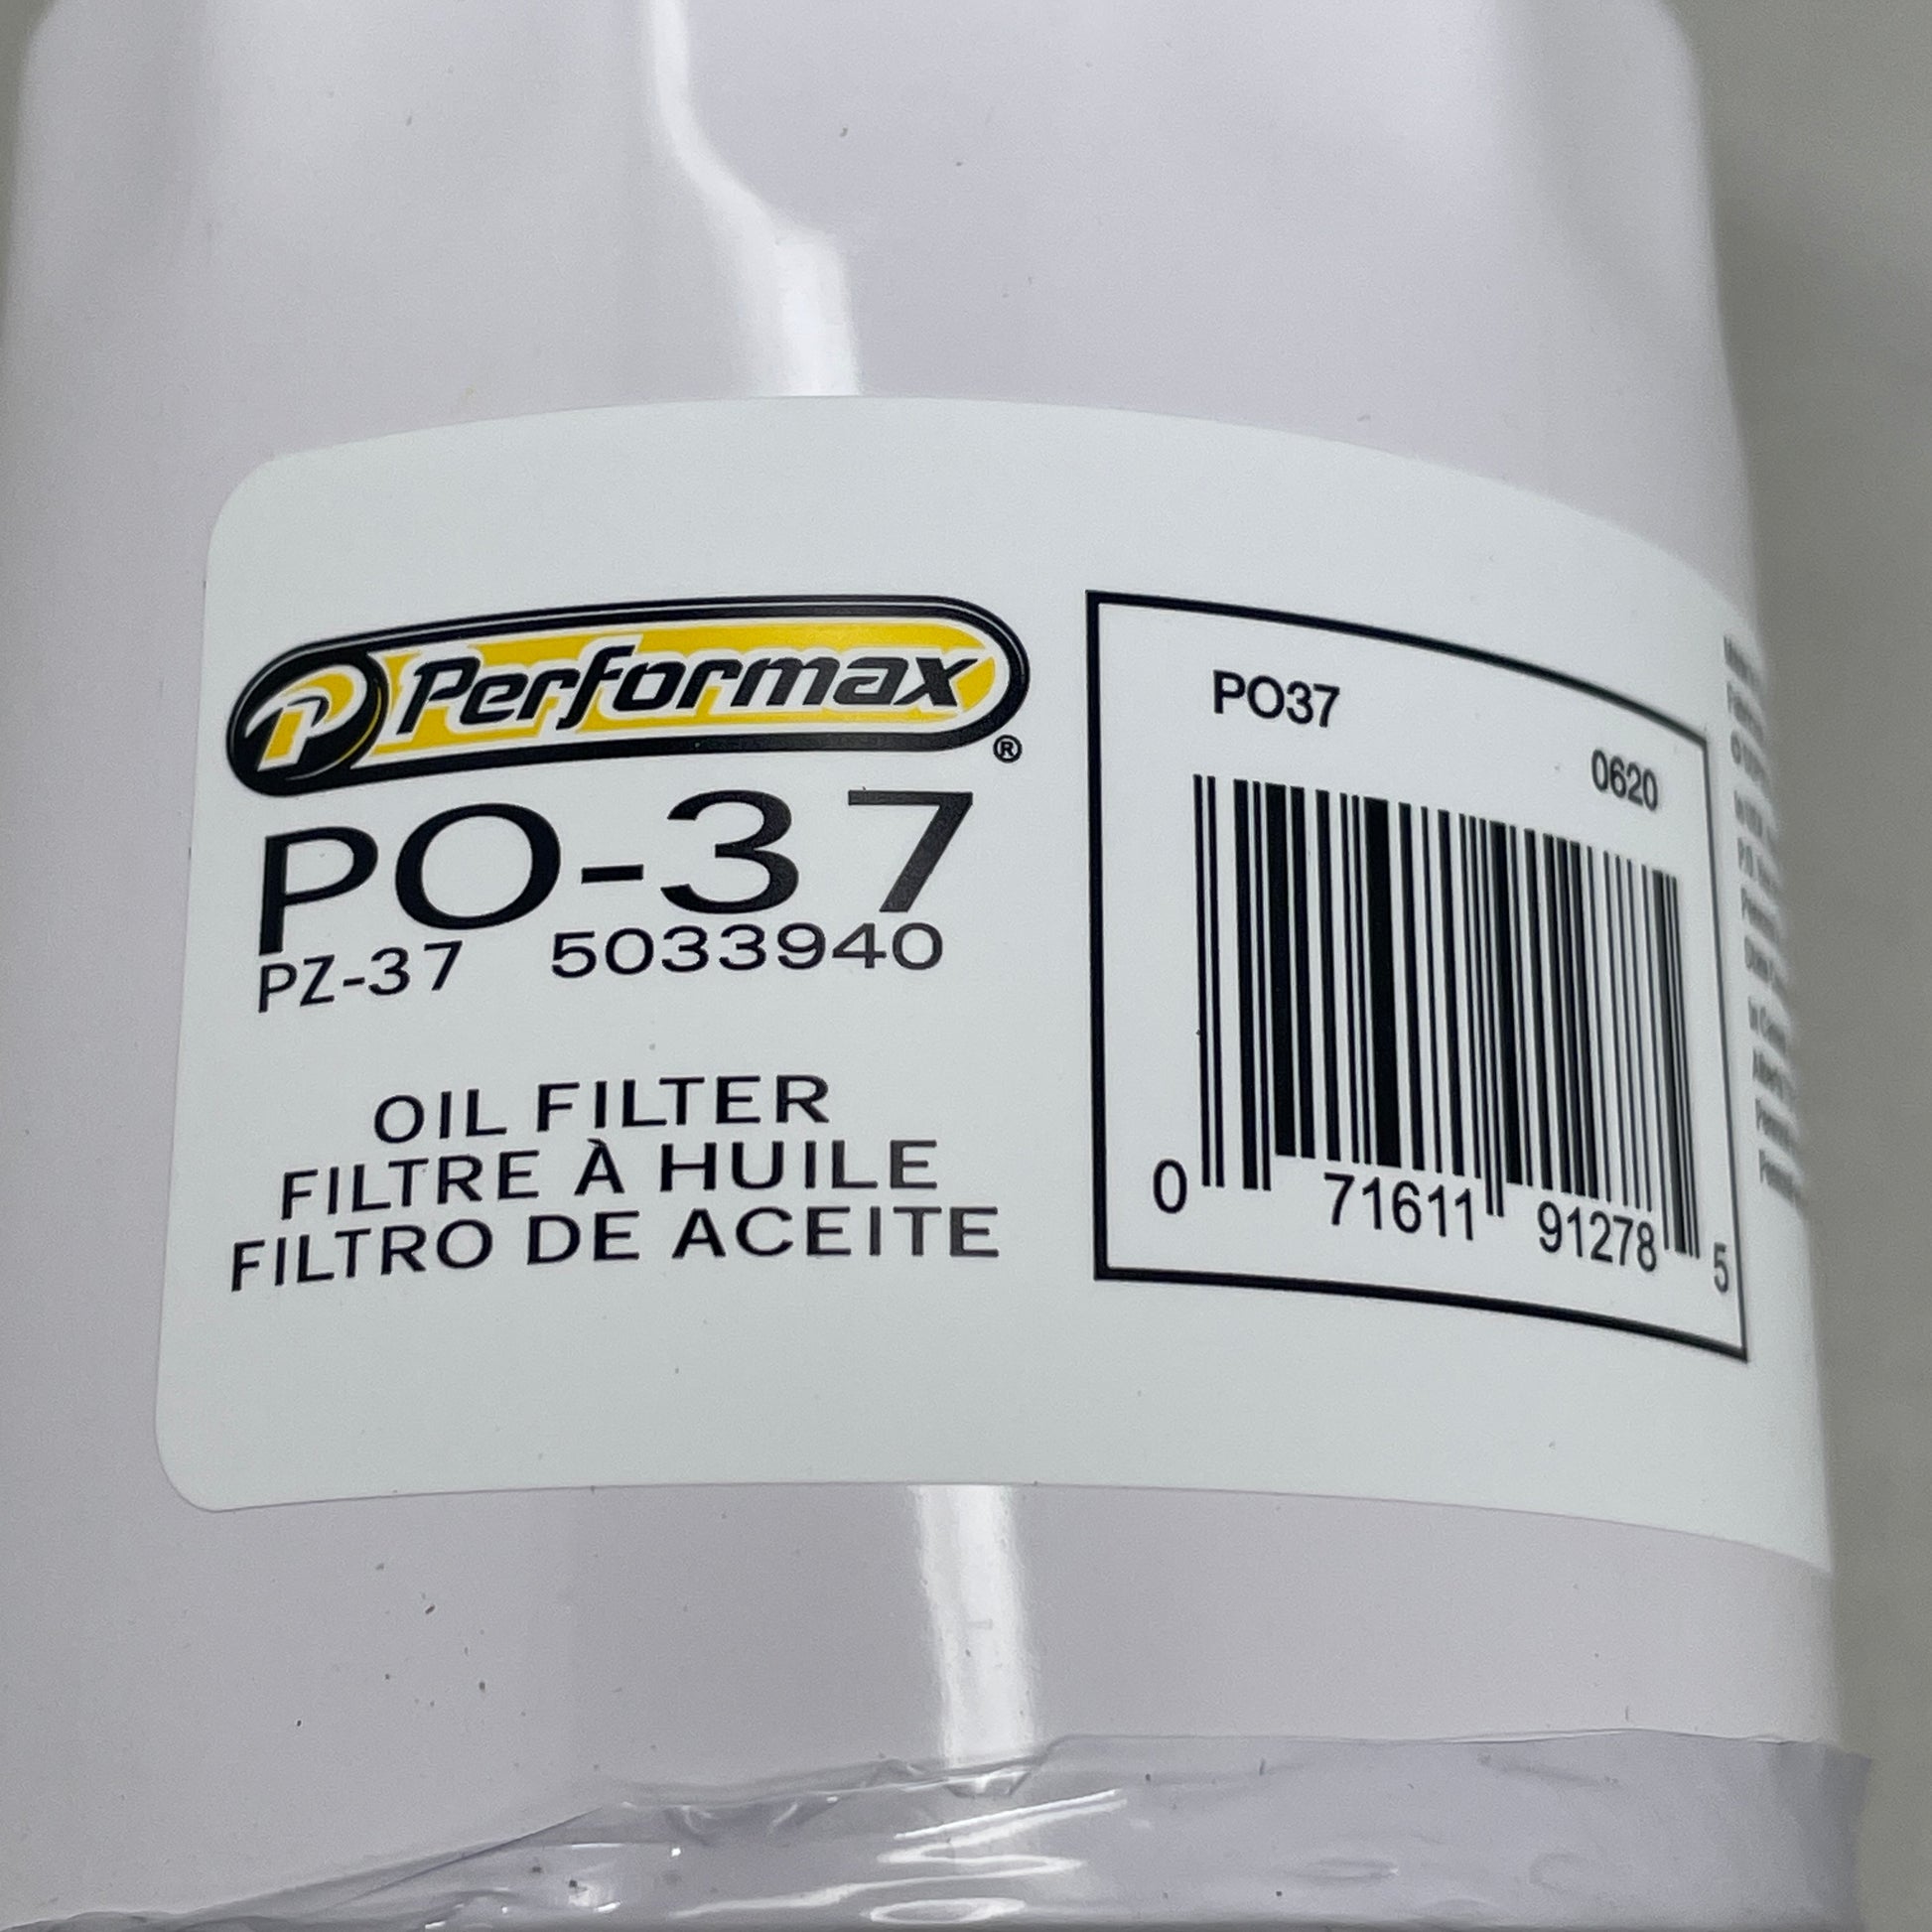 P Performax®
PO-37
PZ-37 5033940
OIL FILTER
FILTRE À HUILE
FILTRO DE ACEITE
PO37
0620
0 71611 91278 5